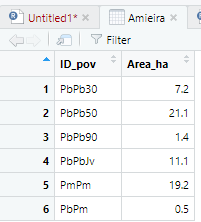 Untitled1* × Amieira ×
Filter
ID_pov Area_ha
1 PbPb30 7.2
2 PbPb50 21.1
3 PbPb90 1.4
4 PbPbJv 11.1
5 PmPm 19.2
6 PbPm 0.5